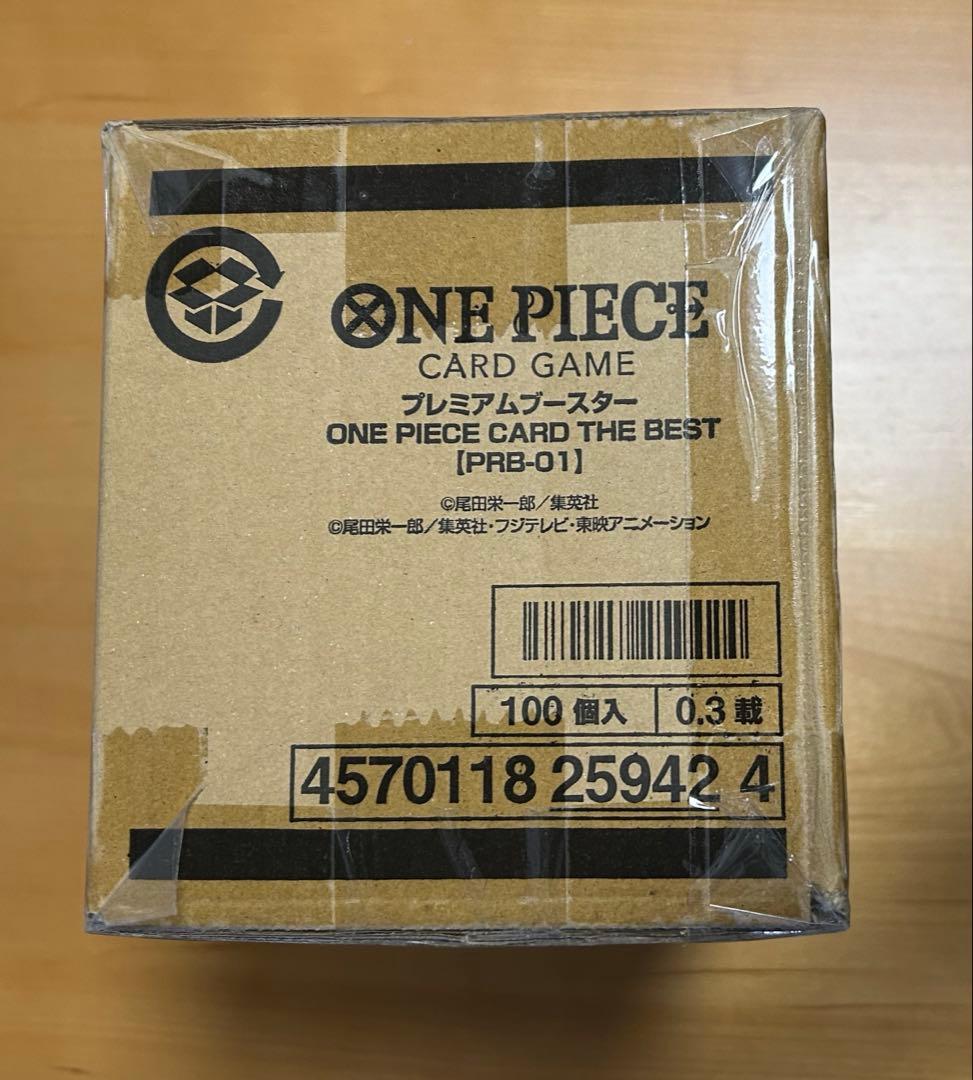 ONE PIECE
CARD GAME
プレミアムブースター
ONE PIECE CARD THE BEST
【PRB-01】
©尾田栄一郎／集英社
©尾田栄一郎／集英社・フジテレビ・東映アニメーション
100 個入 0.3 載
4570118 25942 4